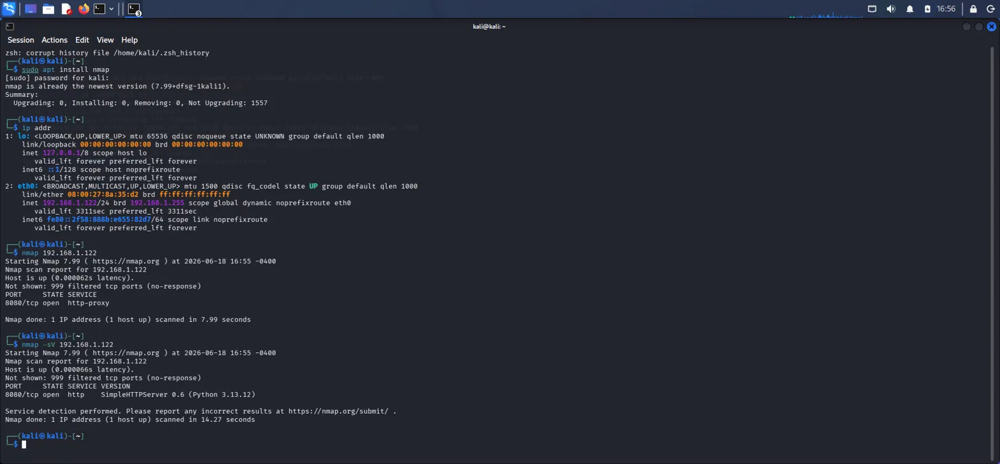 16:56
3
kali@kali: ~
Session Actions Edit View Help
zsh: corrupt history file /home/kali/.zsh_history
┌──(kali㉿kali)-[~]
└─$ sudo apt install nmap
[sudo] password for kali:
nmap is already the newest version (7.99+dfsg-1kali1).
Summary:
  Upgrading: 0, Installing: 0, Removing: 0, Not Upgrading: 1557
┌──(kali㉿kali)-[~]
└─$ ip addr
1: lo: <LOOPBACK,UP,LOWER_UP> mtu 65536 qdisc noqueue state UNKNOWN group default qlen 1000
    link/loopback 00:00:00:00:00:00 brd 00:00:00:00:00:00
    inet 127.0.0.1/8 scope host lo
       valid_lft forever preferred_lft forever
    inet6 ::1/128 scope host noprefixroute
       valid_lft forever preferred_lft forever
2: eth0: <BROADCAST,MULTICAST,UP,LOWER_UP> mtu 1500 qdisc fq_codel state UP group default qlen 1000
    link/ether 08:00:27:8a:35:d2 brd ff:ff:ff:ff:ff:ff
    inet 192.168.1.122/24 brd 192.168.1.255 scope global dynamic noprefixroute eth0
       valid_lft 3311sec preferred_lft 3311sec
    inet6 fe80::2f58:888b:e655:82d7/64 scope link noprefixroute
       valid_lft forever preferred_lft forever
┌──(kali㉿kali)-[~]
└─$ nmap 192.168.1.122
Starting Nmap 7.99 ( https://nmap.org ) at 2026-06-18 16:55 -0400
Nmap scan report for 192.168.1.122
Host is up (0.000062s latency).
Not shown: 999 filtered tcp ports (no-response)
PORT     STATE SERVICE
8080/tcp open  http-proxy
Nmap done: 1 IP address (1 host up) scanned in 7.99 seconds
┌──(kali㉿kali)-[~]
└─$ nmap -sV 192.168.1.122
Starting Nmap 7.99 ( https://nmap.org ) at 2026-06-18 16:55 -0400
Nmap scan report for 192.168.1.122
Host is up (0.000066s latency).
Not shown: 999 filtered tcp ports (no-response)
PORT     STATE SERVICE VERSION
8080/tcp open  http    SimpleHTTPServer 0.6 (Python 3.13.12)
Service detection performed. Please report any incorrect results at https://nmap.org/submit/ .
Nmap done: 1 IP address (1 host up) scanned in 14.27 seconds
┌──(kali㉿kali)-[~]
└─$